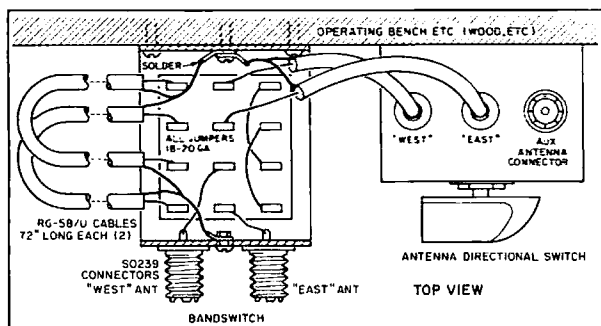 OPERATING BENCH ETC (WOOD, ETC)
SOLDER
ALL JUMPERS
18-20 GA
"WEST"
"EAST"
AUX
ANTENNA
CONNECTOR
RG-58/U CABLES
72" LONG EACH (2)
SO239
CONNECTORS
"WEST" ANT
"EAST" ANT
ANTENNA DIRECTIONAL SWITCH
TOP VIEW
BANDSWITCH